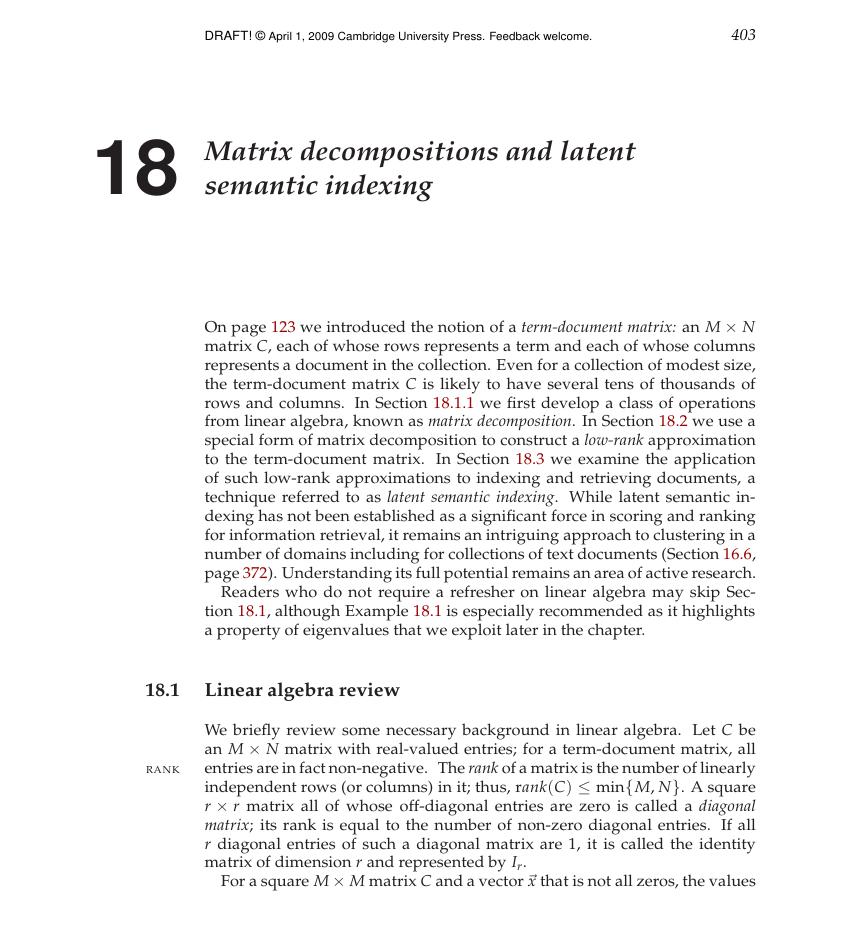 DRAFT! © April 1, 2009 Cambridge University Press. Feedback welcome. 403
18 Matrix decompositions and latent
semantic indexing
On page 123 we introduced the notion of a term-document matrix: an M × N
matrix C, each of whose rows represents a term and each of whose columns
represents a document in the collection. Even for a collection of modest size,
the term-document matrix C is likely to have several tens of thousands of
rows and columns. In Section 18.1.1 we first develop a class of operations
from linear algebra, known as matrix decomposition. In Section 18.2 we use a
special form of matrix decomposition to construct a low-rank approximation
to the term-document matrix. In Section 18.3 we examine the application
of such low-rank approximations to indexing and retrieving documents, a
technique referred to as latent semantic indexing. While latent semantic in-
dexing has not been established as a significant force in scoring and ranking
for information retrieval, it remains an intriguing approach to clustering in a
number of domains including for collections of text documents (Section 16.6,
page 372). Understanding its full potential remains an area of active research.
Readers who do not require a refresher on linear algebra may skip Sec-
tion 18.1, although Example 18.1 is especially recommended as it highlights
a property of eigenvalues that we exploit later in the chapter.
18.1 Linear algebra review
We briefly review some necessary background in linear algebra. Let C be
an M × N matrix with real-valued entries; for a term-document matrix, all
RANK entries are in fact non-negative. The rank of a matrix is the number of linearly
independent rows (or columns) in it; thus, rank(C) ≤ min{M, N}. A square
r × r matrix all of whose off-diagonal entries are zero is called a diagonal
matrix; its rank is equal to the number of non-zero diagonal entries. If all
r diagonal entries of such a diagonal matrix are 1, it is called the identity
matrix of dimension r and represented by Iᵣ.
For a square M × M matrix C and a vector x⃗ that is not all zeros, the values